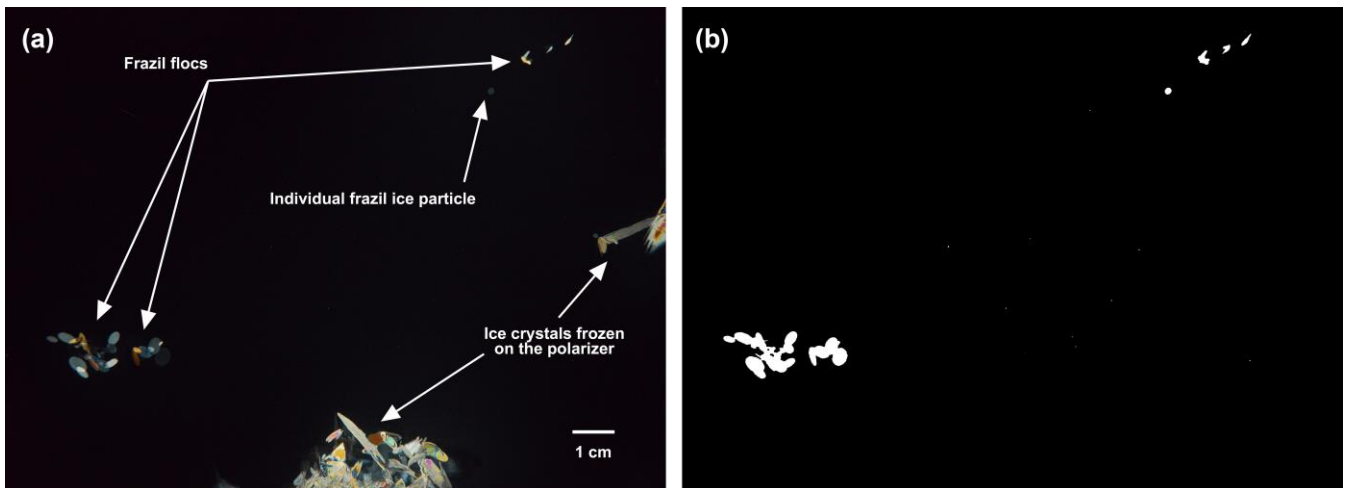 (a)
Frazil flocs
Individual frazil ice particle
Ice crystals frozen
on the polarizer
1 cm
(b)